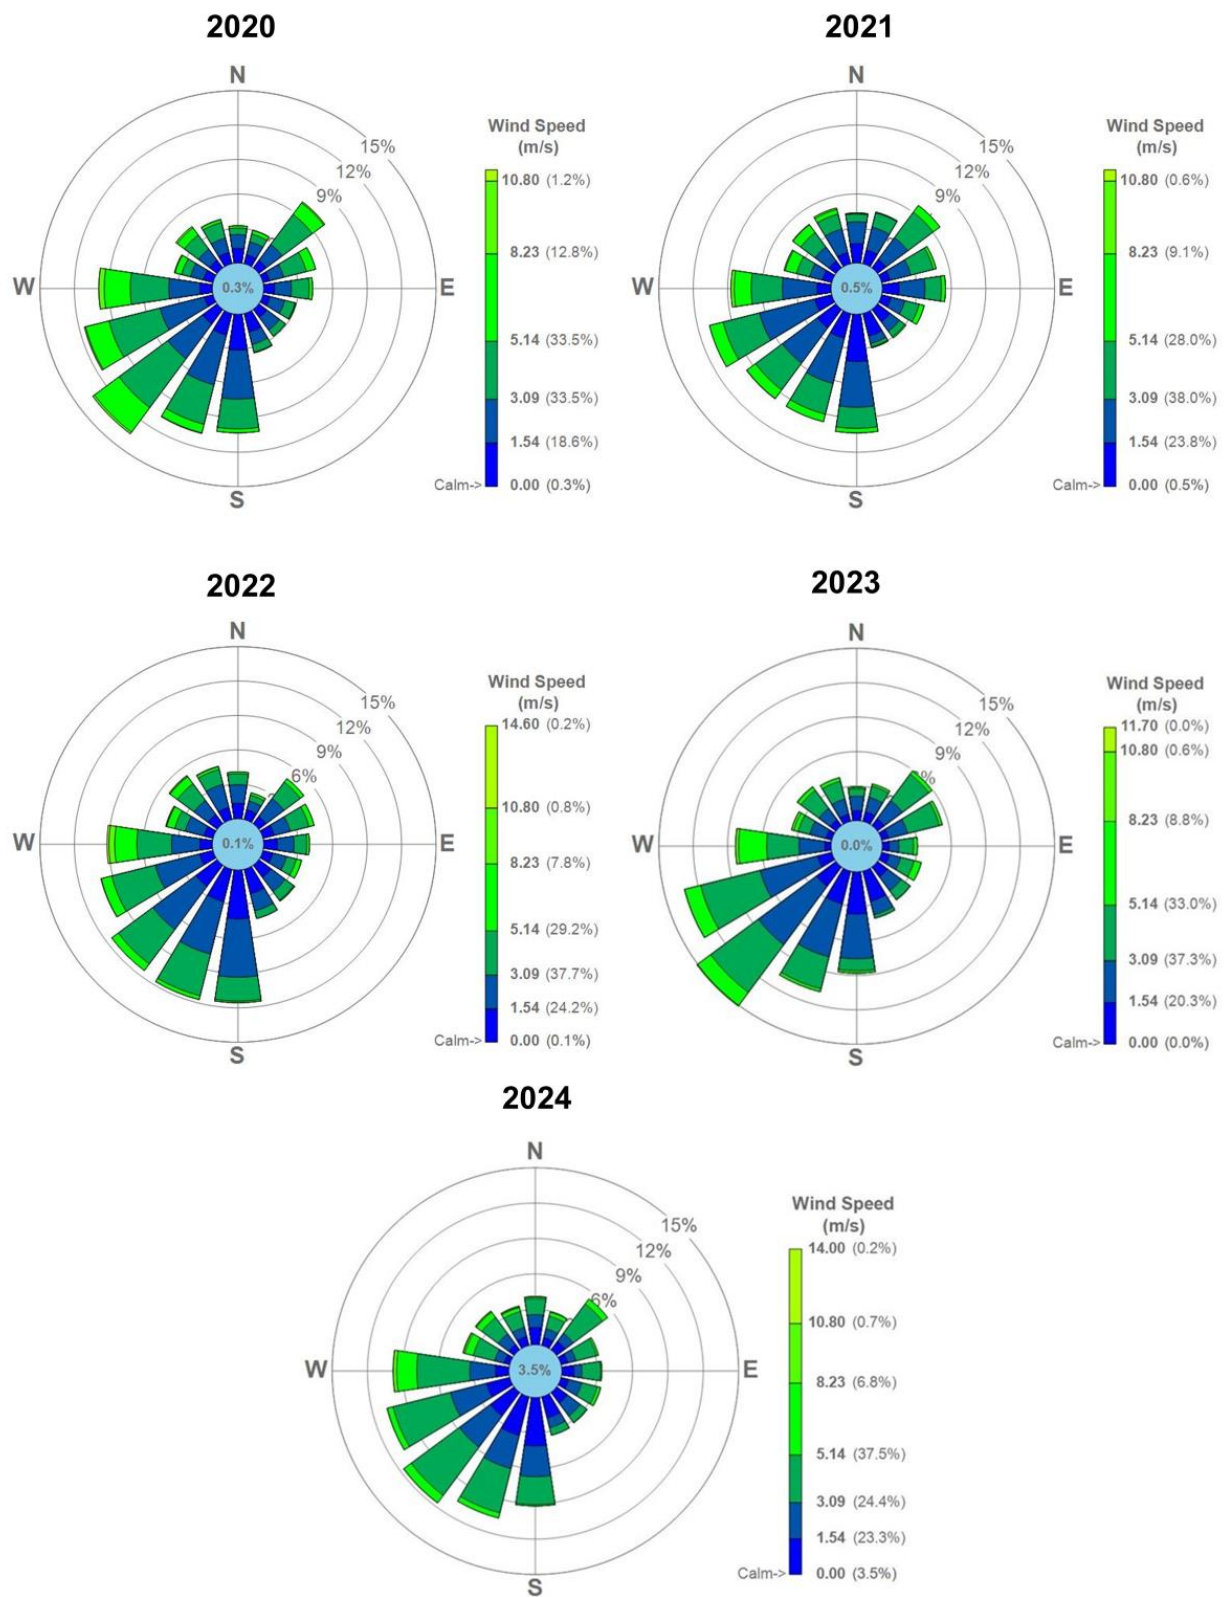 2020
N
W
E
S
15%
12%
9%
0.3%
Wind Speed
(m/s)
10.80 (1.2%)
8.23 (12.8%)
5.14 (33.5%)
3.09 (33.5%)
1.54 (18.6%)
Calm-> 0.00 (0.3%)
2021
N
W
E
S
15%
12%
9%
0.5%
Wind Speed
(m/s)
10.80 (0.6%)
8.23 (9.1%)
5.14 (28.0%)
3.09 (38.0%)
1.54 (23.8%)
Calm-> 0.00 (0.5%)
2022
N
W
E
S
15%
12%
9%
6%
0.1%
Wind Speed
(m/s)
14.60 (0.2%)
10.80 (0.8%)
8.23 (7.8%)
5.14 (29.2%)
3.09 (37.7%)
1.54 (24.2%)
Calm-> 0.00 (0.1%)
2023
N
W
E
S
15%
12%
9%
0.0%
Wind Speed
(m/s)
11.70 (0.0%)
10.80 (0.6%)
8.23 (8.8%)
5.14 (33.0%)
3.09 (37.3%)
1.54 (20.3%)
Calm-> 0.00 (0.0%)
2024
N
W
E
S
15%
12%
9%
6%
3.5%
Wind Speed
(m/s)
14.00 (0.2%)
10.80 (0.7%)
8.23 (6.8%)
5.14 (37.5%)
3.09 (24.4%)
1.54 (23.3%)
Calm-> 0.00 (3.5%)